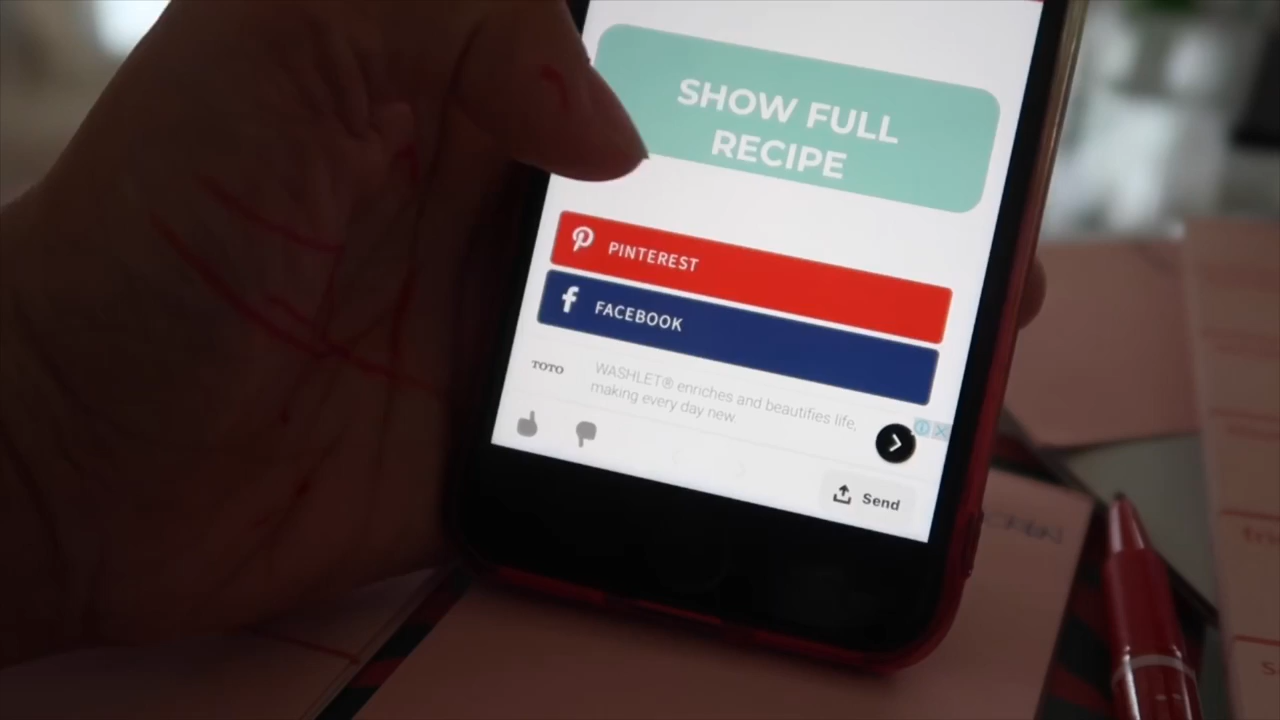 SHOW FULL
RECIPE
PINTEREST
FACEBOOK
TOTO
WASHLET® enriches and beautifies life,
making every day new.
Send